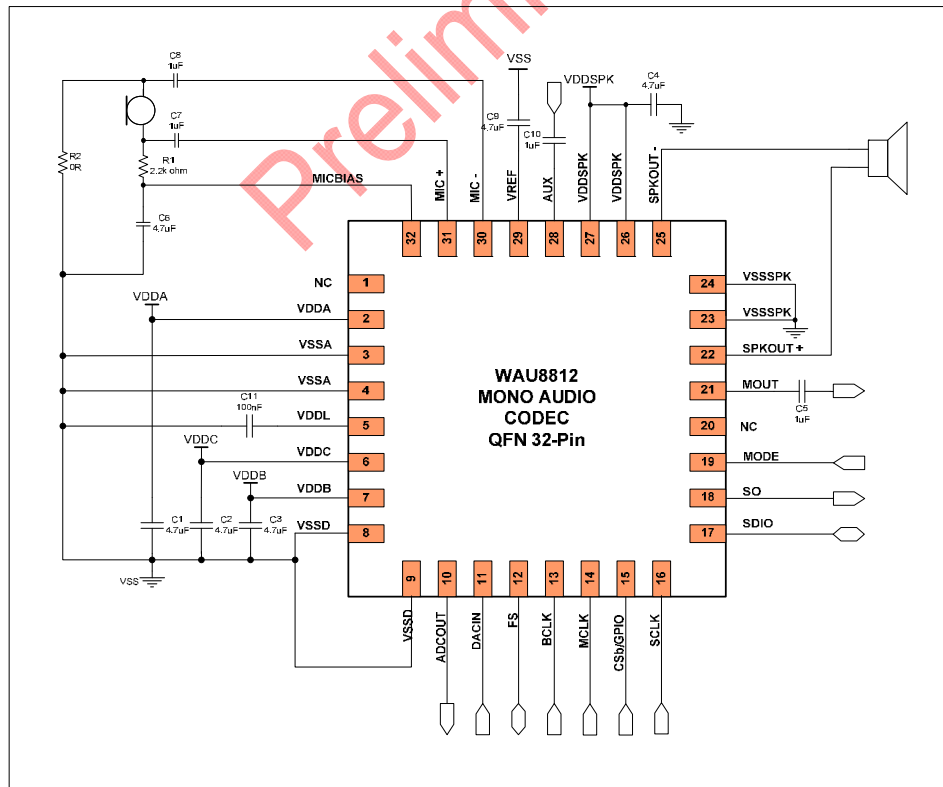 Prelimi
C8
1uF
VSS
VDDSPK
C4
4.7uF
C7
1uF
C9
4.7uF
C10
1uF
R2
0R
R1
2.2k ohm
MICBIAS
MIC +
MIC -
VREF
AUX
VDDSPK
VDDSPK
SPKOUT -
C6
4.7uF
32
31
30
29
28
27
26
25
NC
1
VDDA
VDDA
2
VSSA
3
VSSA
4
C11
100nF
VDDL
5
VDDC
VDDC
6
VDDB
VDDB
7
VSSD
8
C1
4.7uF
C2
4.7uF
C3
4.7uF
VSS
WAU8812
MONO AUDIO
CODEC
QFN 32-Pin
24
VSSSPK
23
VSSSPK
22
SPKOUT +
21
MOUT
C5
1uF
20
NC
19
MODE
18
SO
17
SDIO
9
10
11
12
13
14
15
16
VSSD
ADCOUT
DACIN
FS
BCLK
MCLK
CSb/GPIO
SCLK